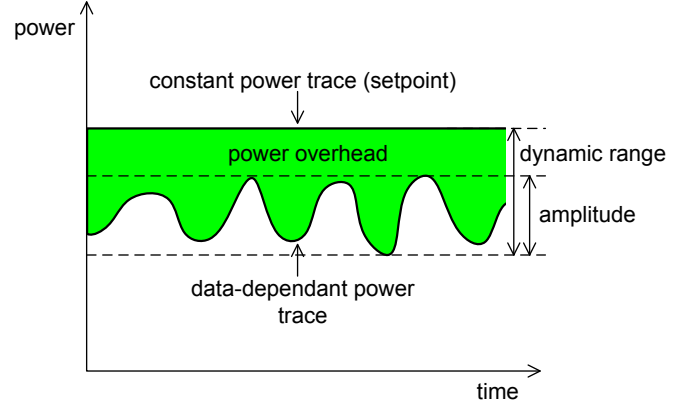 power
constant power trace (setpoint)
power overhead
dynamic range
amplitude
data-dependant power
trace
time